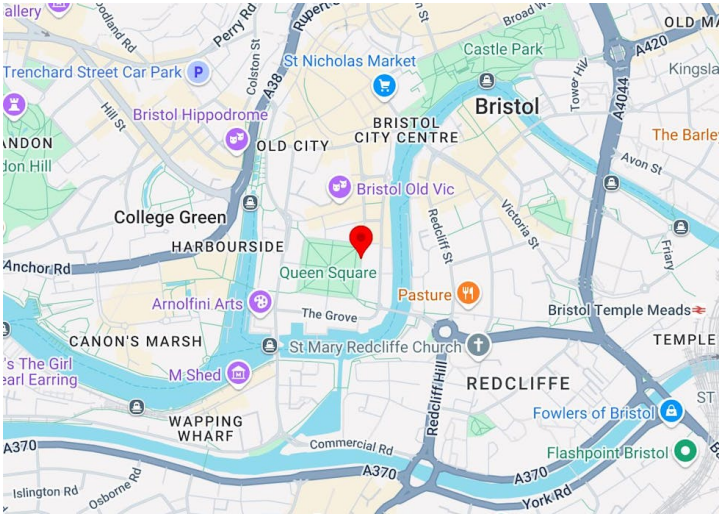 allery
odland Rd
Perry Rd
Rupert S
Broad W
OLD MA
A420
St Nicholas Market
Castle Park
Kingsla
Trenchard Street Car Park
P
Colston St
A38
Tower Hil
A4044
Hill St
Bristol Hippodrome
Bristol
BRISTOL
CITY CENTRE
The Barley
ANDON
don Hill
OLD CITY
Avon St
Bristol Old Vic
College Green
Redcliff St
Victoria St
HARBOURSIDE
Friary
Anchor Rd
Queen Square
Pasture
Arnolfini Arts
The Grove
Bristol Temple Meads
CANON'S MARSH
St Mary Redcliffe Church
TEMPLE
's The Girl
earl Earring
M Shed
REDCLIFFE
ST
Redcliff Hill
Fowlers of Bristol
WAPPING
WHARF
Commercial Rd
Flashpoint Bristol
A370
A370
A370
York Rd
Islington Rd
Osborne Rd